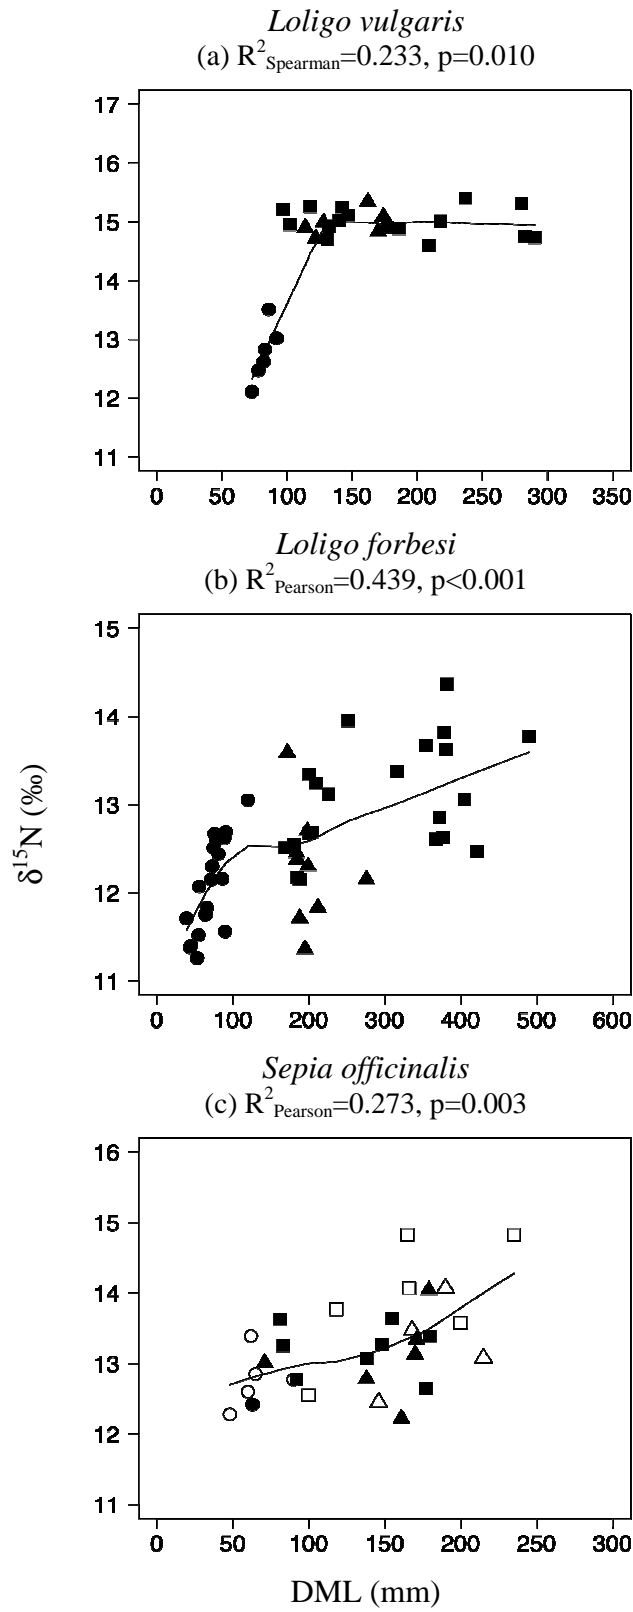 Loligo vulgaris
(a) R²Spearman=0.233, p=0.010
17
16
15
14
13
12
11
0 50 100 150 200 250 300 350
Loligo forbesi
(b) R²Pearson=0.439, p<0.001
15
14
13
12
11
0 100 200 300 400 500 600
δ¹⁵N (‰)
Sepia officinalis
(c) R²Pearson=0.273, p=0.003
16
15
14
13
12
11
0 50 100 150 200 250 300
DML (mm)